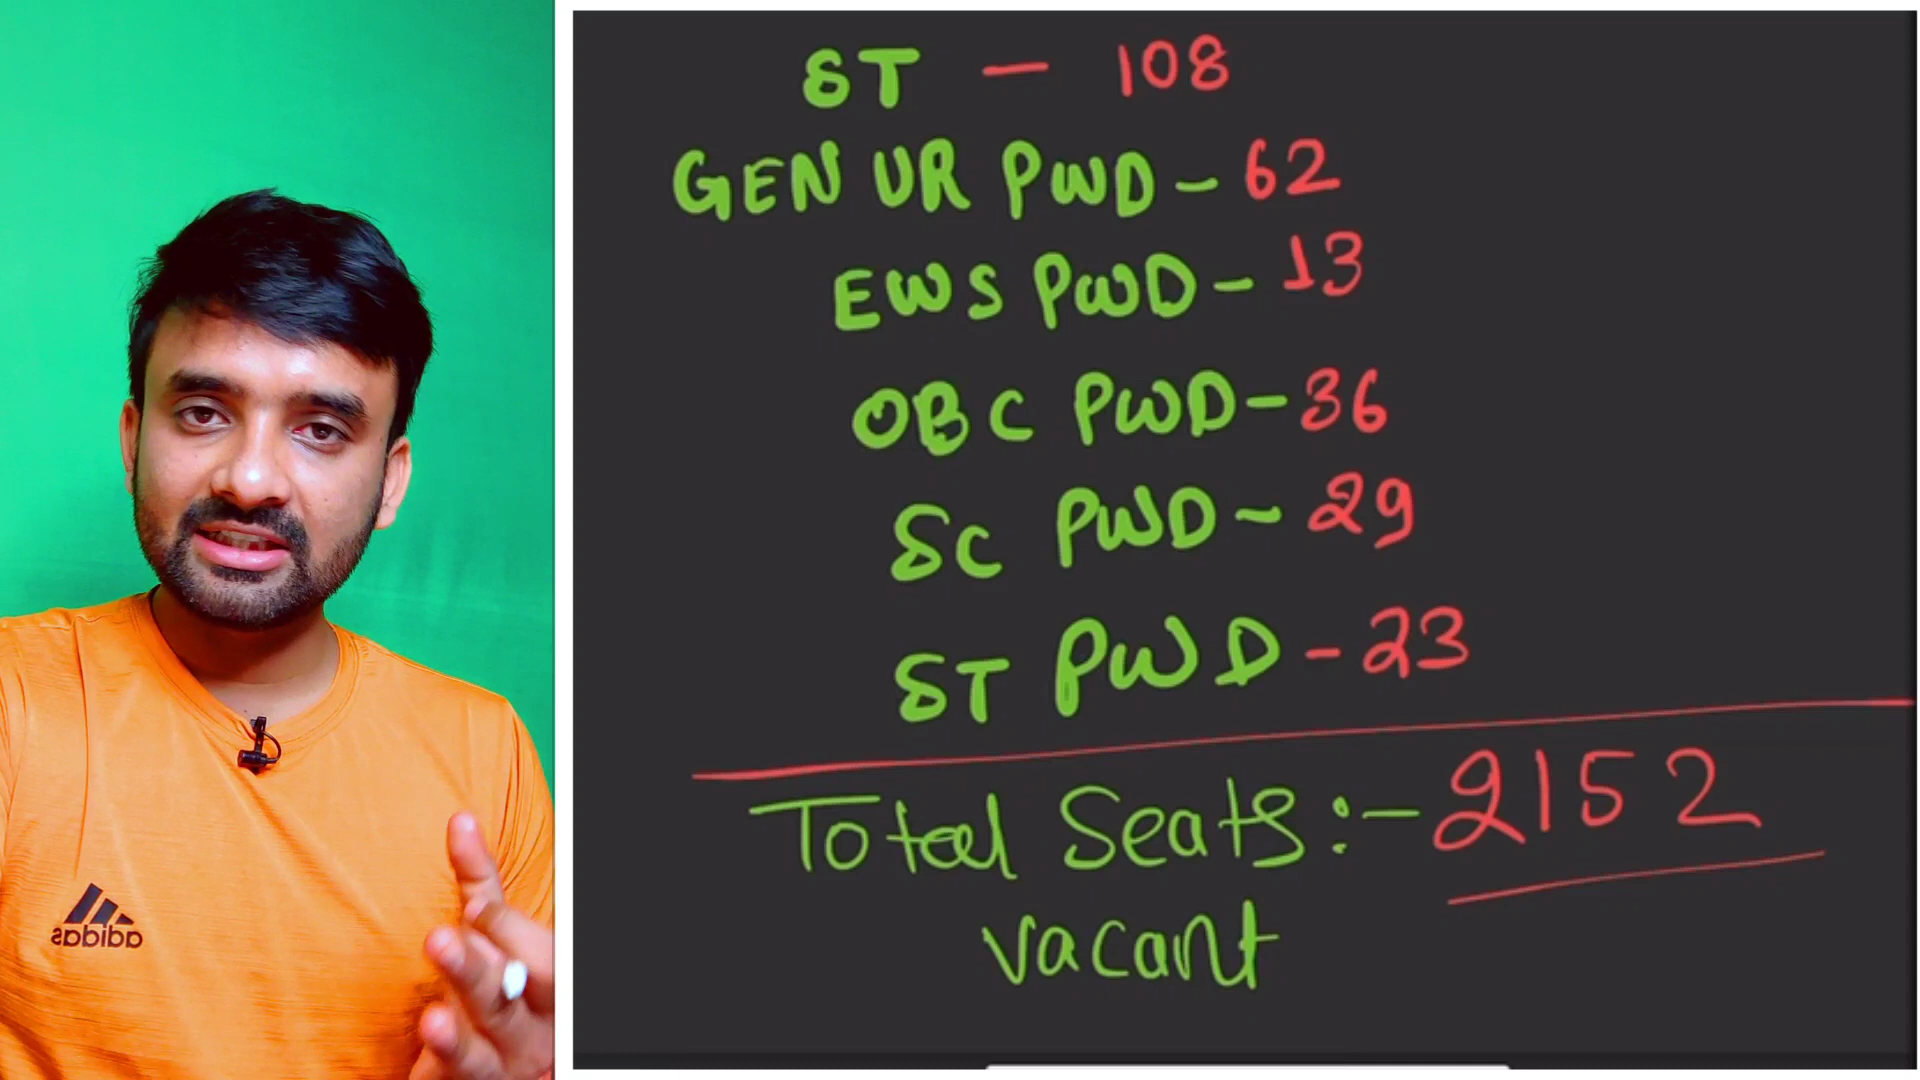 ST - 108
GEN UR PWD - 62
EWS PWD - 13
OBC PWD - 36
SC PWD - 29
ST PWD - 23
Total Seats :- 2152
vacant
adidas